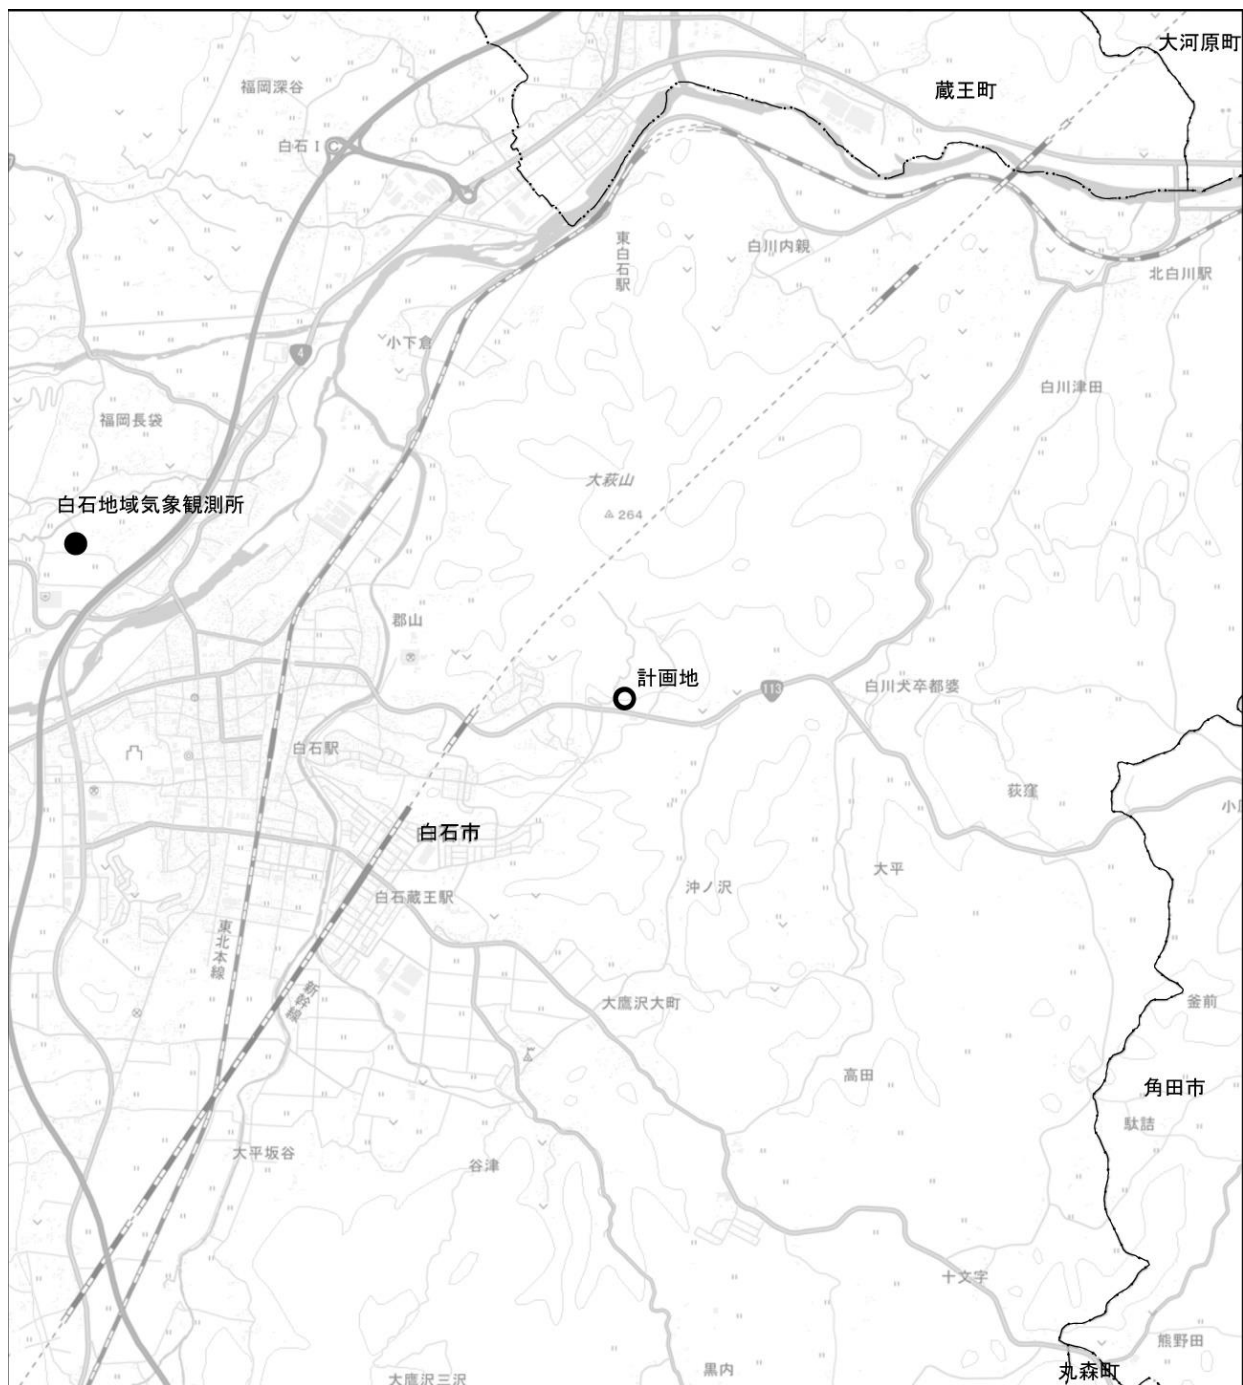 大河原町
蔵王町
福岡深谷
白石IC
東白石駅
白川内親
北白川駅
小下倉
4
白川津田
福岡長袋
大萩山
264
白石地域気象観測所
郡山
計画地
113
白川犬卒都婆
白石駅
荻窪
白石市
大平
白石蔵王駅
沖ノ沢
東北本線
新幹線
大鷹沢大町
釜前
高田
角田市
駄詰
大平坂谷
谷津
十文字
熊野田
黒内
丸森町
大鷹沢三沢